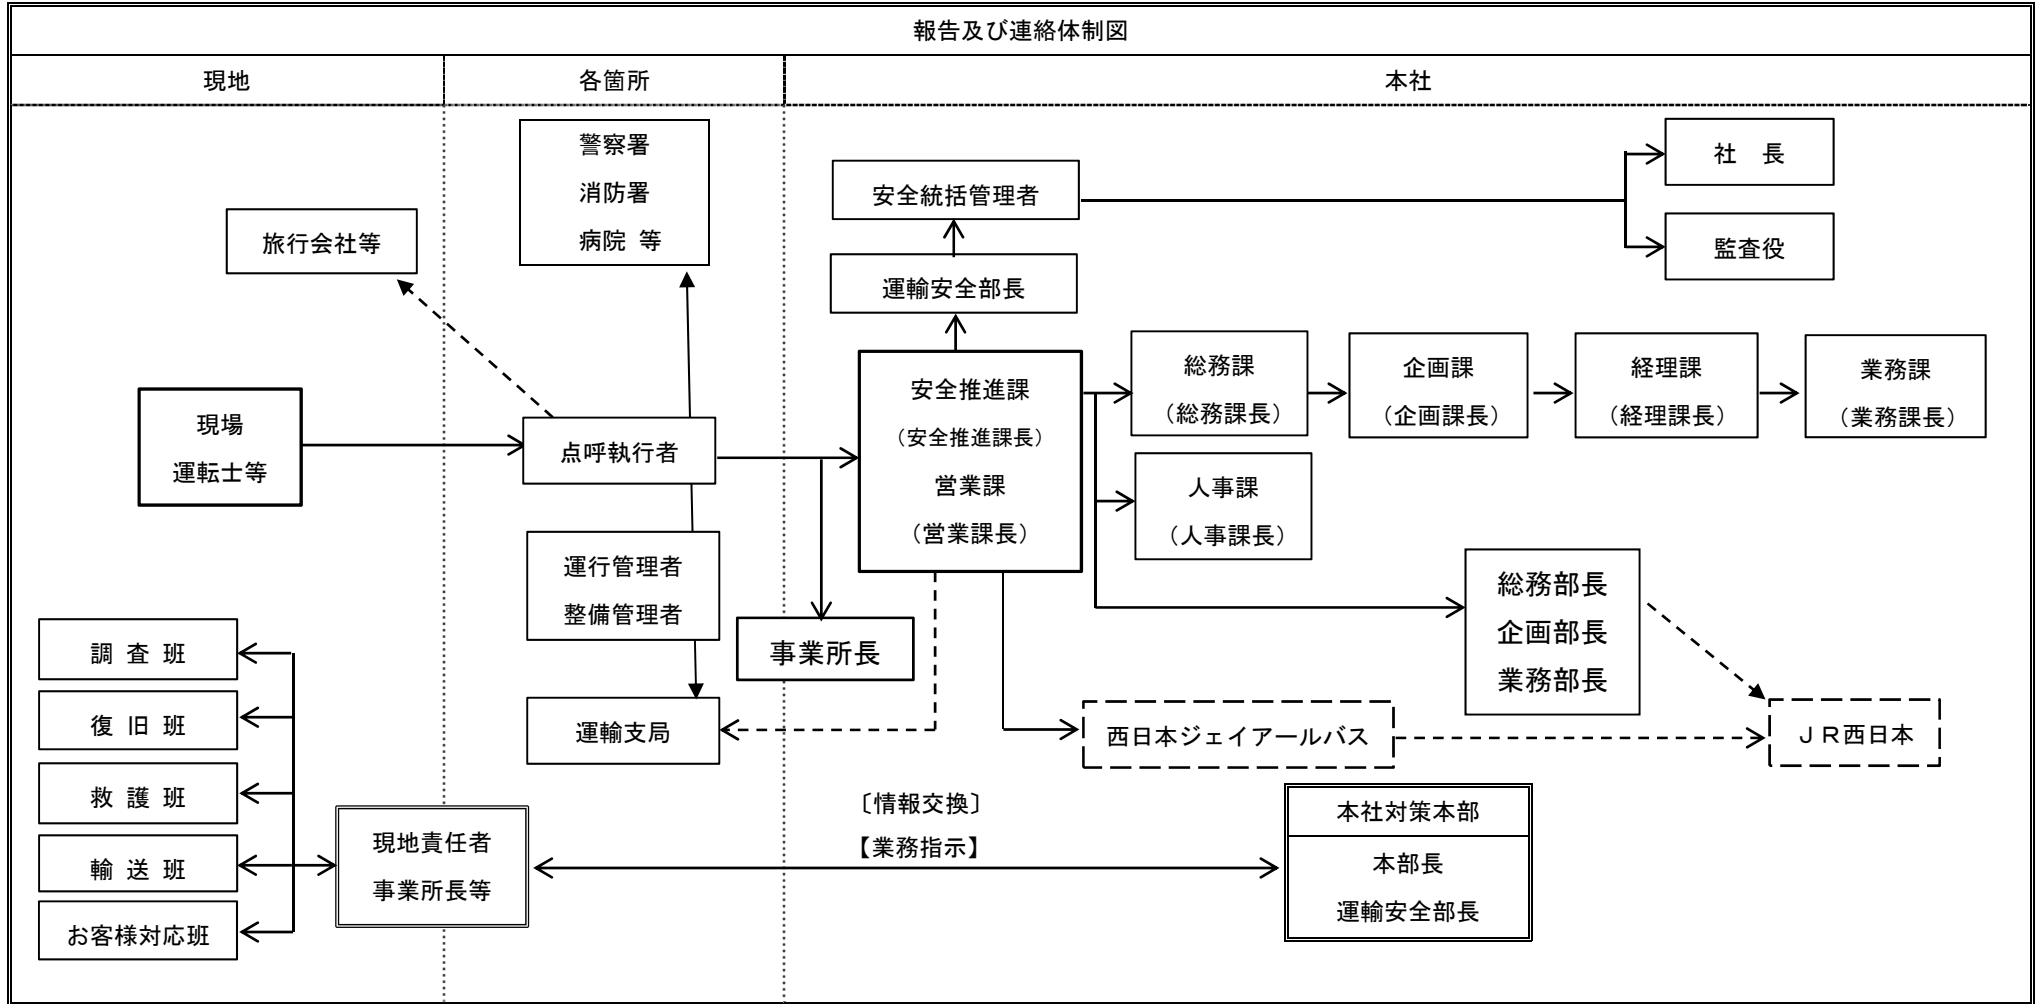 報告及び連絡体制図
現地
各箇所
本社
警察署
消防署
病院 等
旅行会社等
現場
運転士等
点呼執行者
運行管理者
整備管理者
運輸支局
事業所長
安全統括管理者
運輸安全部長
安全推進課
（安全推進課長）
営業課
（営業課長）
社 長
監査役
総務課
（総務課長）
企画課
（企画課長）
経理課
（経理課長）
業務課
（業務課長）
人事課
（人事課長）
総務部長
企画部長
業務部長
西日本ジェイアールバス
ＪＲ西日本
調 査 班
復 旧 班
救 護 班
輸 送 班
お客様対応班
現地責任者
事業所長等
〔情報交換〕
【業務指示】
本社対策本部
本部長
運輸安全部長